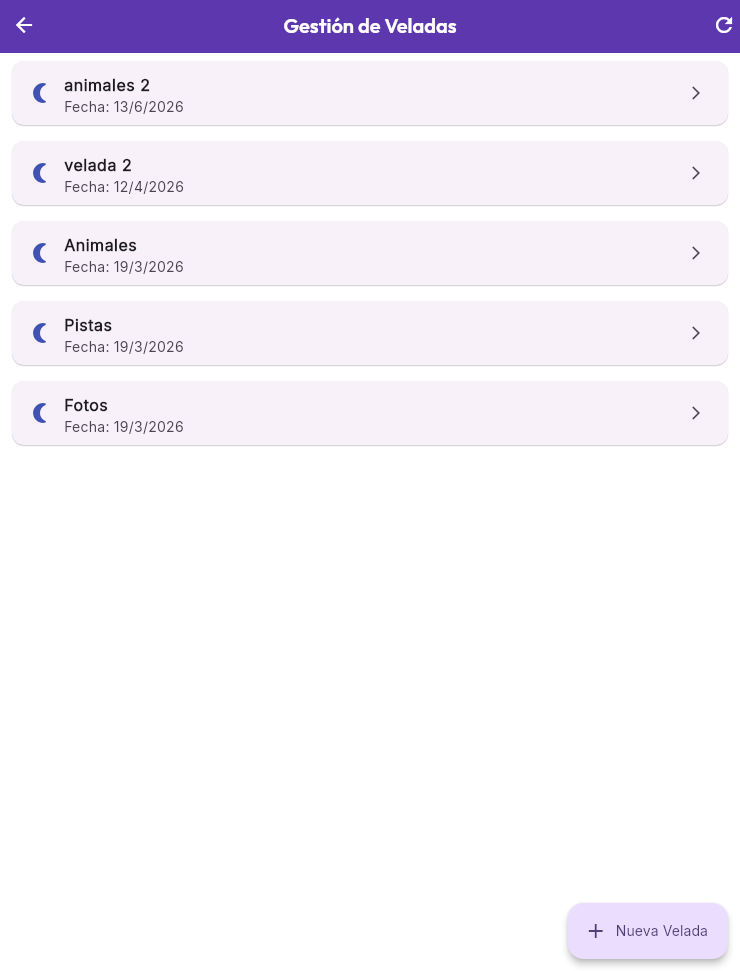 Gestión de Veladas
animales 2
Fecha: 13/6/2026
velada 2
Fecha: 12/4/2026
Animales
Fecha: 19/3/2026
Pistas
Fecha: 19/3/2026
Fotos
Fecha: 19/3/2026
Nueva Velada